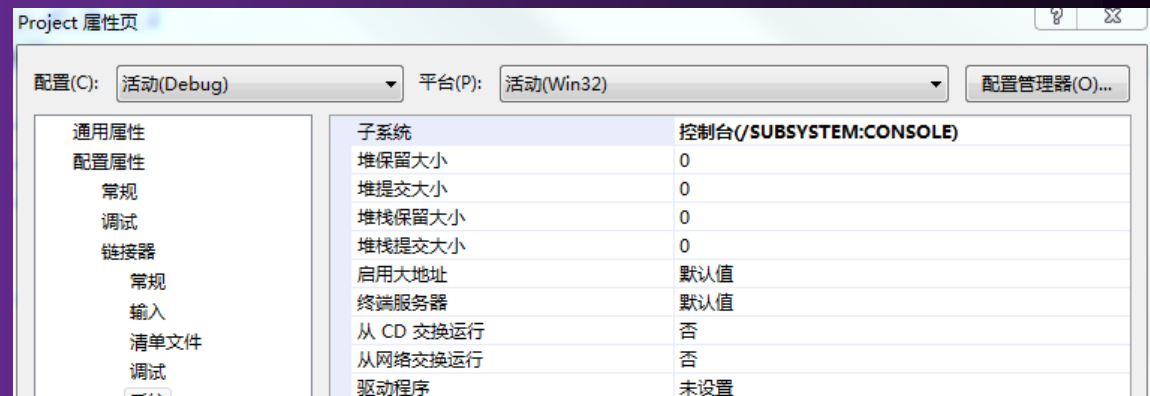 Project 属性页
配置(C): 活动(Debug) 平台(P): 活动(Win32) 配置管理器(O)...
通用属性
配置属性
常规
调试
链接器
常规
输入
清单文件
调试
子系统 控制台(/SUBSYSTEM:CONSOLE)
堆保留大小 0
堆提交大小 0
堆栈保留大小 0
堆栈提交大小 0
启用大地址 默认值
终端服务器 默认值
从 CD 交换运行 否
从网络交换运行 否
驱动程序 未设置